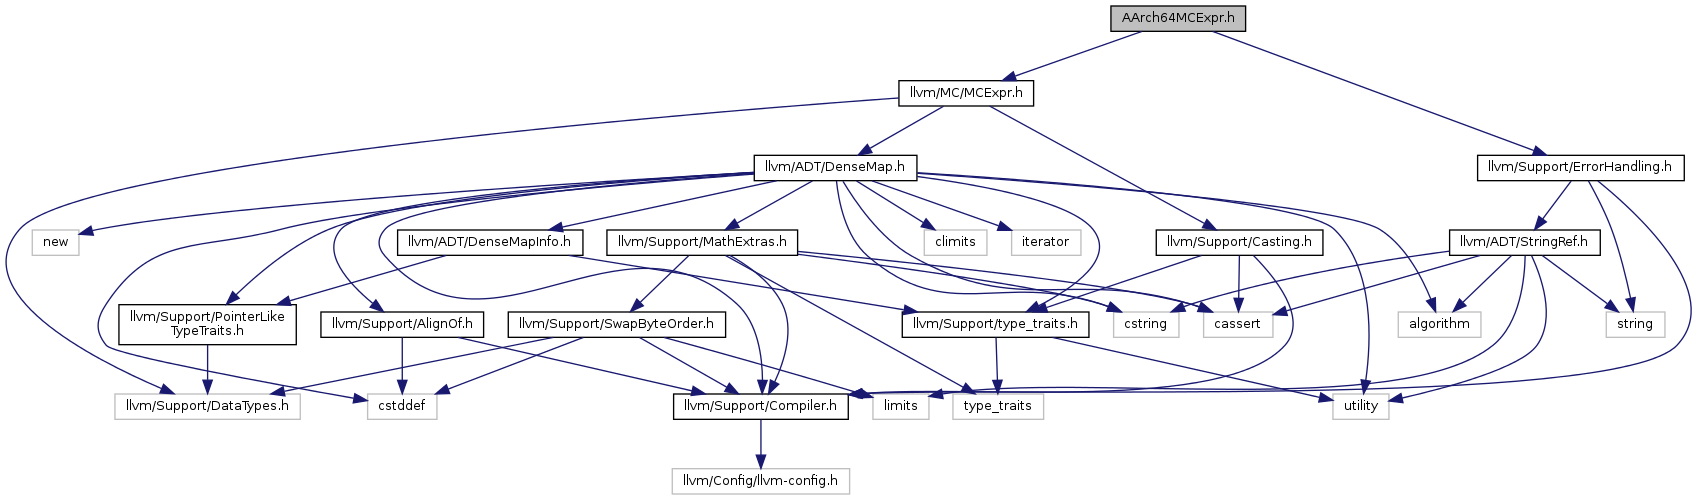 AArch64MCExpr.h
llvm/MC/MCExpr.h
llvm/ADT/DenseMap.h
llvm/Support/ErrorHandling.h
new
llvm/ADT/DenseMapInfo.h
llvm/Support/MathExtras.h
climits
iterator
llvm/Support/Casting.h
llvm/ADT/StringRef.h
llvm/Support/PointerLike
TypeTraits.h
llvm/Support/AlignOf.h
llvm/Support/SwapByteOrder.h
llvm/Support/type_traits.h
cstring
cassert
algorithm
string
llvm/Support/DataTypes.h
cstddef
llvm/Support/Compiler.h
limits
type_traits
utility
llvm/Config/llvm-config.h